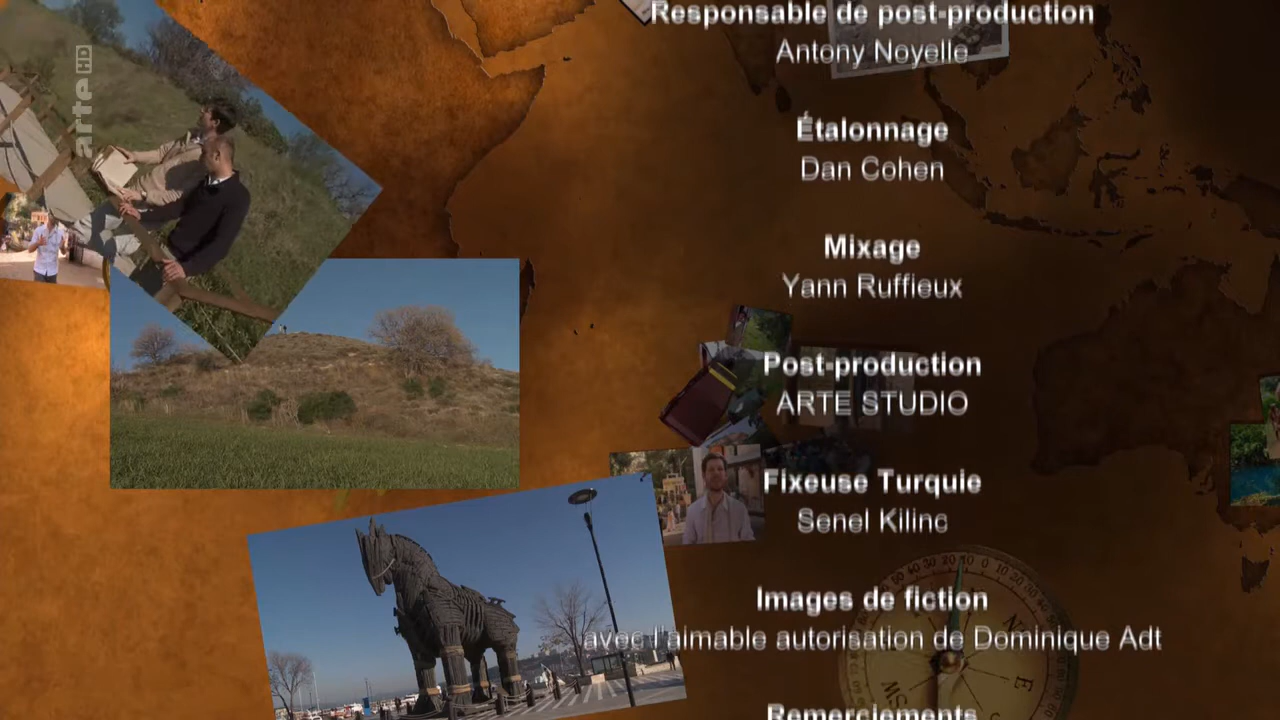 arte HD
Responsable de post-production
Antony Noyelle
Étalonnage
Dan Cohen
Mixage
Yann Ruffieux
Post-production
ARTE STUDIO
Fixeuse Turquie
Senel Kilinc
Images de fiction
avec l'aimable autorisation de Dominique Adt
Remerciements